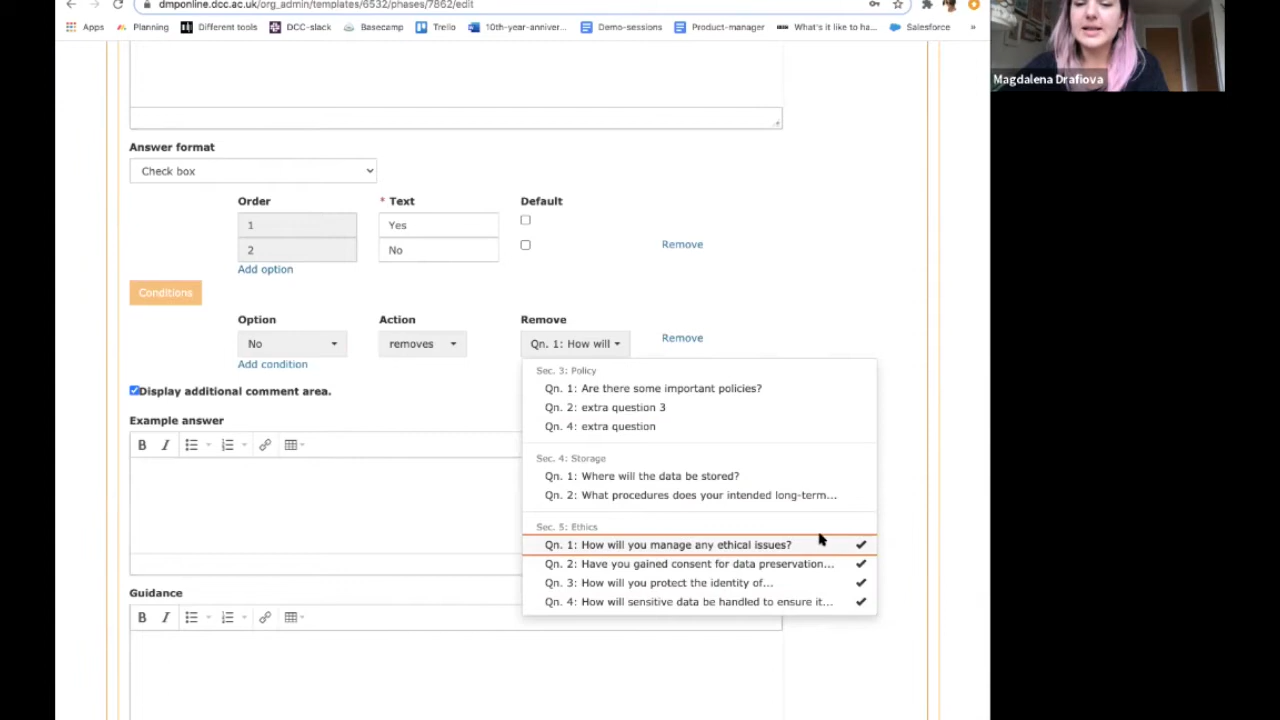 dmponline.dcc.ac.uk/org_admin/templates/6532/phases/7862/edit
Apps Planning Different tools DCC-slack Basecamp Trello 10th-year-anniver... Demo-sessions Product-manager What's it like to ha... Salesforce »
Magdalena Drafiova
Answer format
Check box
Order * Text Default
1 Yes
2 No Remove
Add option
Conditions
Option Action Remove
No removes Qn. 1: How will Remove
Add condition
Sec. 3: Policy
Qn. 1: Are there some important policies?
Qn. 2: extra question 3
Qn. 4: extra question
Sec. 4: Storage
Qn. 1: Where will the data be stored?
Qn. 2: What procedures does your intended long-term...
Sec. 5: Ethics
Qn. 1: How will you manage any ethical issues?
Qn. 2: Have you gained consent for data preservation...
Qn. 3: How will you protect the identity of...
Qn. 4: How will sensitive data be handled to ensure it...
Display additional comment area.
Example answer
B I
Guidance
B I